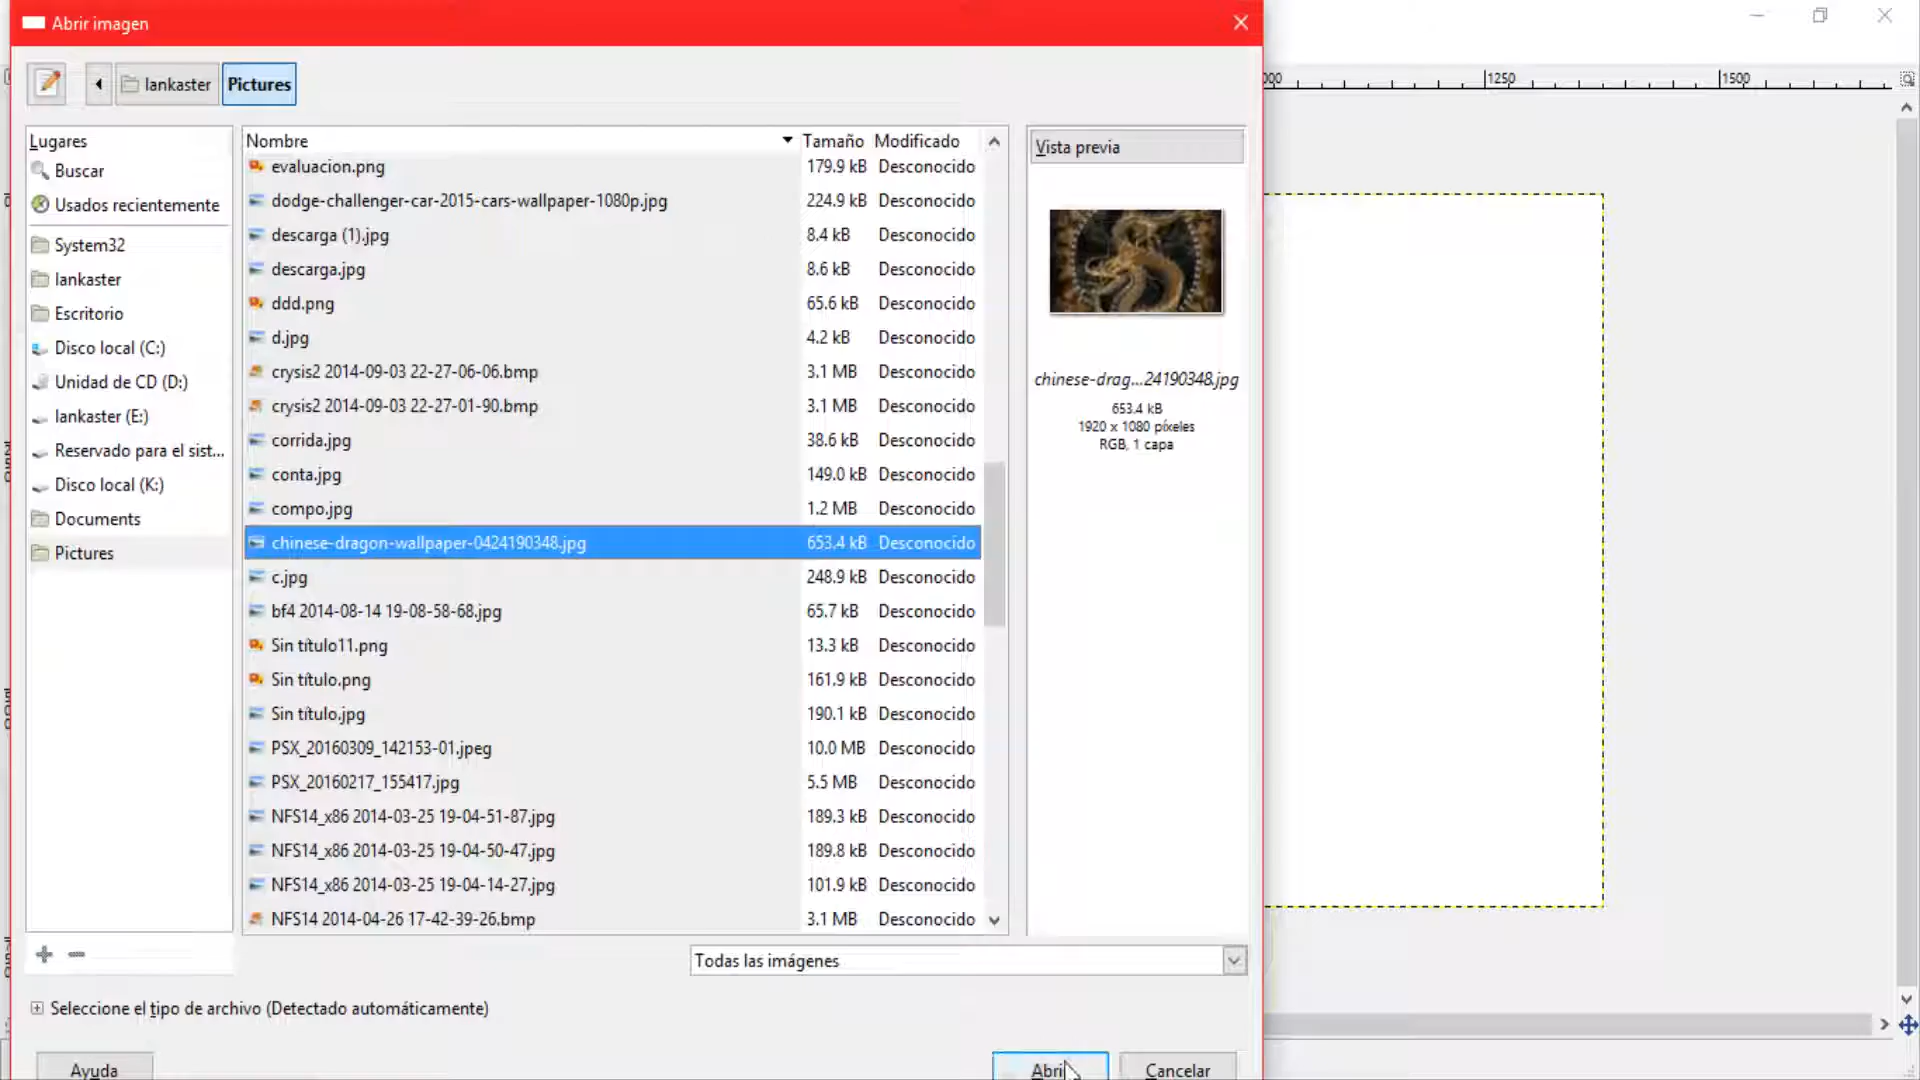 Abrir imagen
lankaster
Pictures
1250
1500
Lugares
Buscar
Usados recientemente
System32
lankaster
Escritorio
Disco local (C:)
Unidad de CD (D:)
lankaster (E:)
Reservado para el sist...
Disco local (K:)
Documents
Pictures
Nombre Tamaño Modificado
evaluacion.png 179.9 kB Desconocido
dodge-challenger-car-2015-cars-wallpaper-1080p.jpg 224.9 kB Desconocido
descarga (1).jpg 8.4 kB Desconocido
descarga.jpg 8.6 kB Desconocido
ddd.png 65.6 kB Desconocido
d.jpg 4.2 kB Desconocido
crysis2 2014-09-03 22-27-06-06.bmp 3.1 MB Desconocido
crysis2 2014-09-03 22-27-01-90.bmp 3.1 MB Desconocido
corrida.jpg 38.6 kB Desconocido
conta.jpg 149.0 kB Desconocido
compo.jpg 1.2 MB Desconocido
chinese-dragon-wallpaper-0424190348.jpg 653.4 kB Desconocido
c.jpg 248.9 kB Desconocido
bf4 2014-08-14 19-08-58-68.jpg 65.7 kB Desconocido
Sin título11.png 13.3 kB Desconocido
Sin título.png 161.9 kB Desconocido
Sin título.jpg 190.1 kB Desconocido
PSX_20160309_142153-01.jpeg 10.0 MB Desconocido
PSX_20160217_155417.jpg 5.5 MB Desconocido
NFS14_x86 2014-03-25 19-04-51-87.jpg 189.3 kB Desconocido
NFS14_x86 2014-03-25 19-04-50-47.jpg 189.8 kB Desconocido
NFS14_x86 2014-03-25 19-04-14-27.jpg 101.9 kB Desconocido
NFS14 2014-04-26 17-42-39-26.bmp 3.1 MB Desconocido
Vista previa
chinese-drag...24190348.jpg
653.4 kB
1920 x 1080 píxeles
RGB, 1 capa
Todas las imágenes
Seleccione el tipo de archivo (Detectado automáticamente)
Ayuda
Cancelar